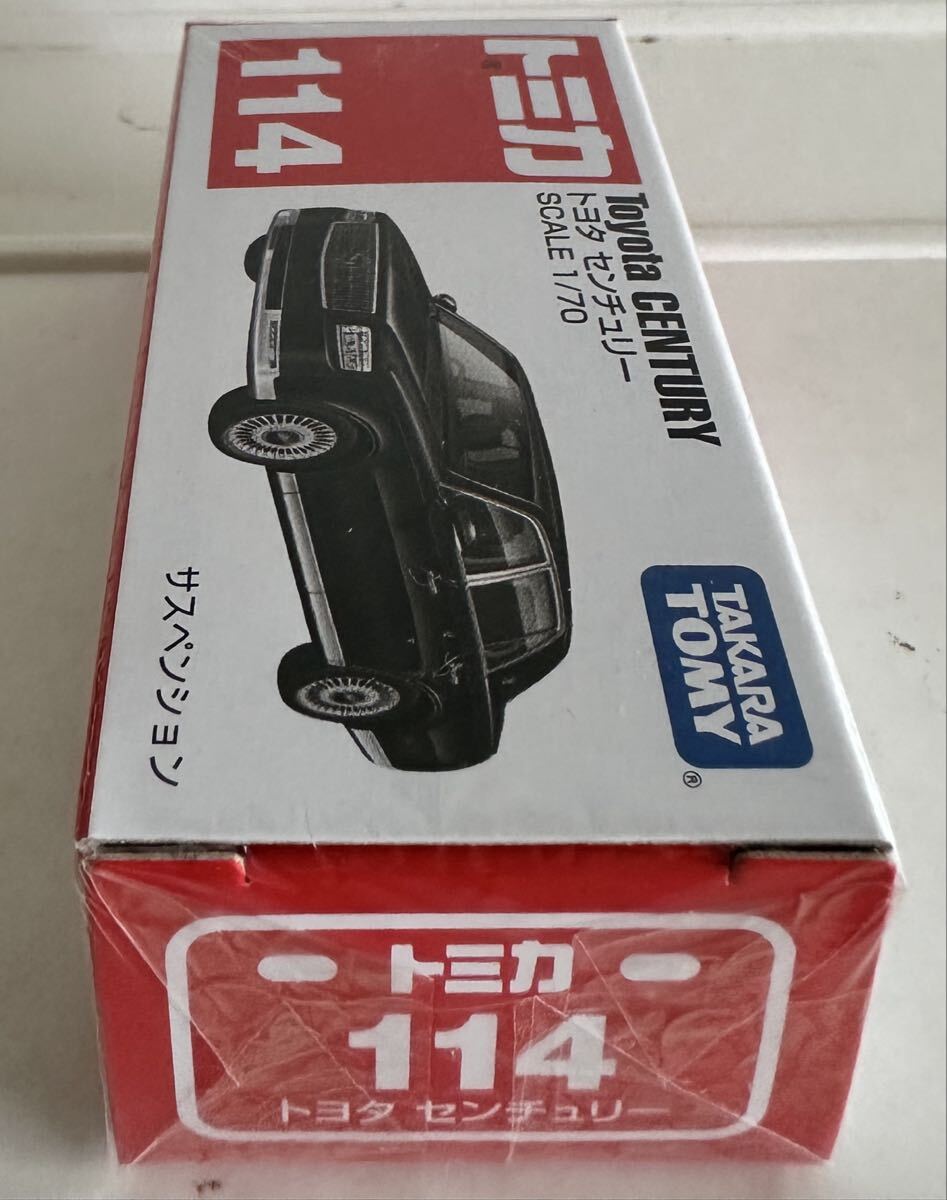 トミカ®
114
Toyota CENTURY
トヨタ センチュリー
SCALE 1/70
TAKARA
TOMY®
サスペンション
トミカ
114
トヨタ センチュリー